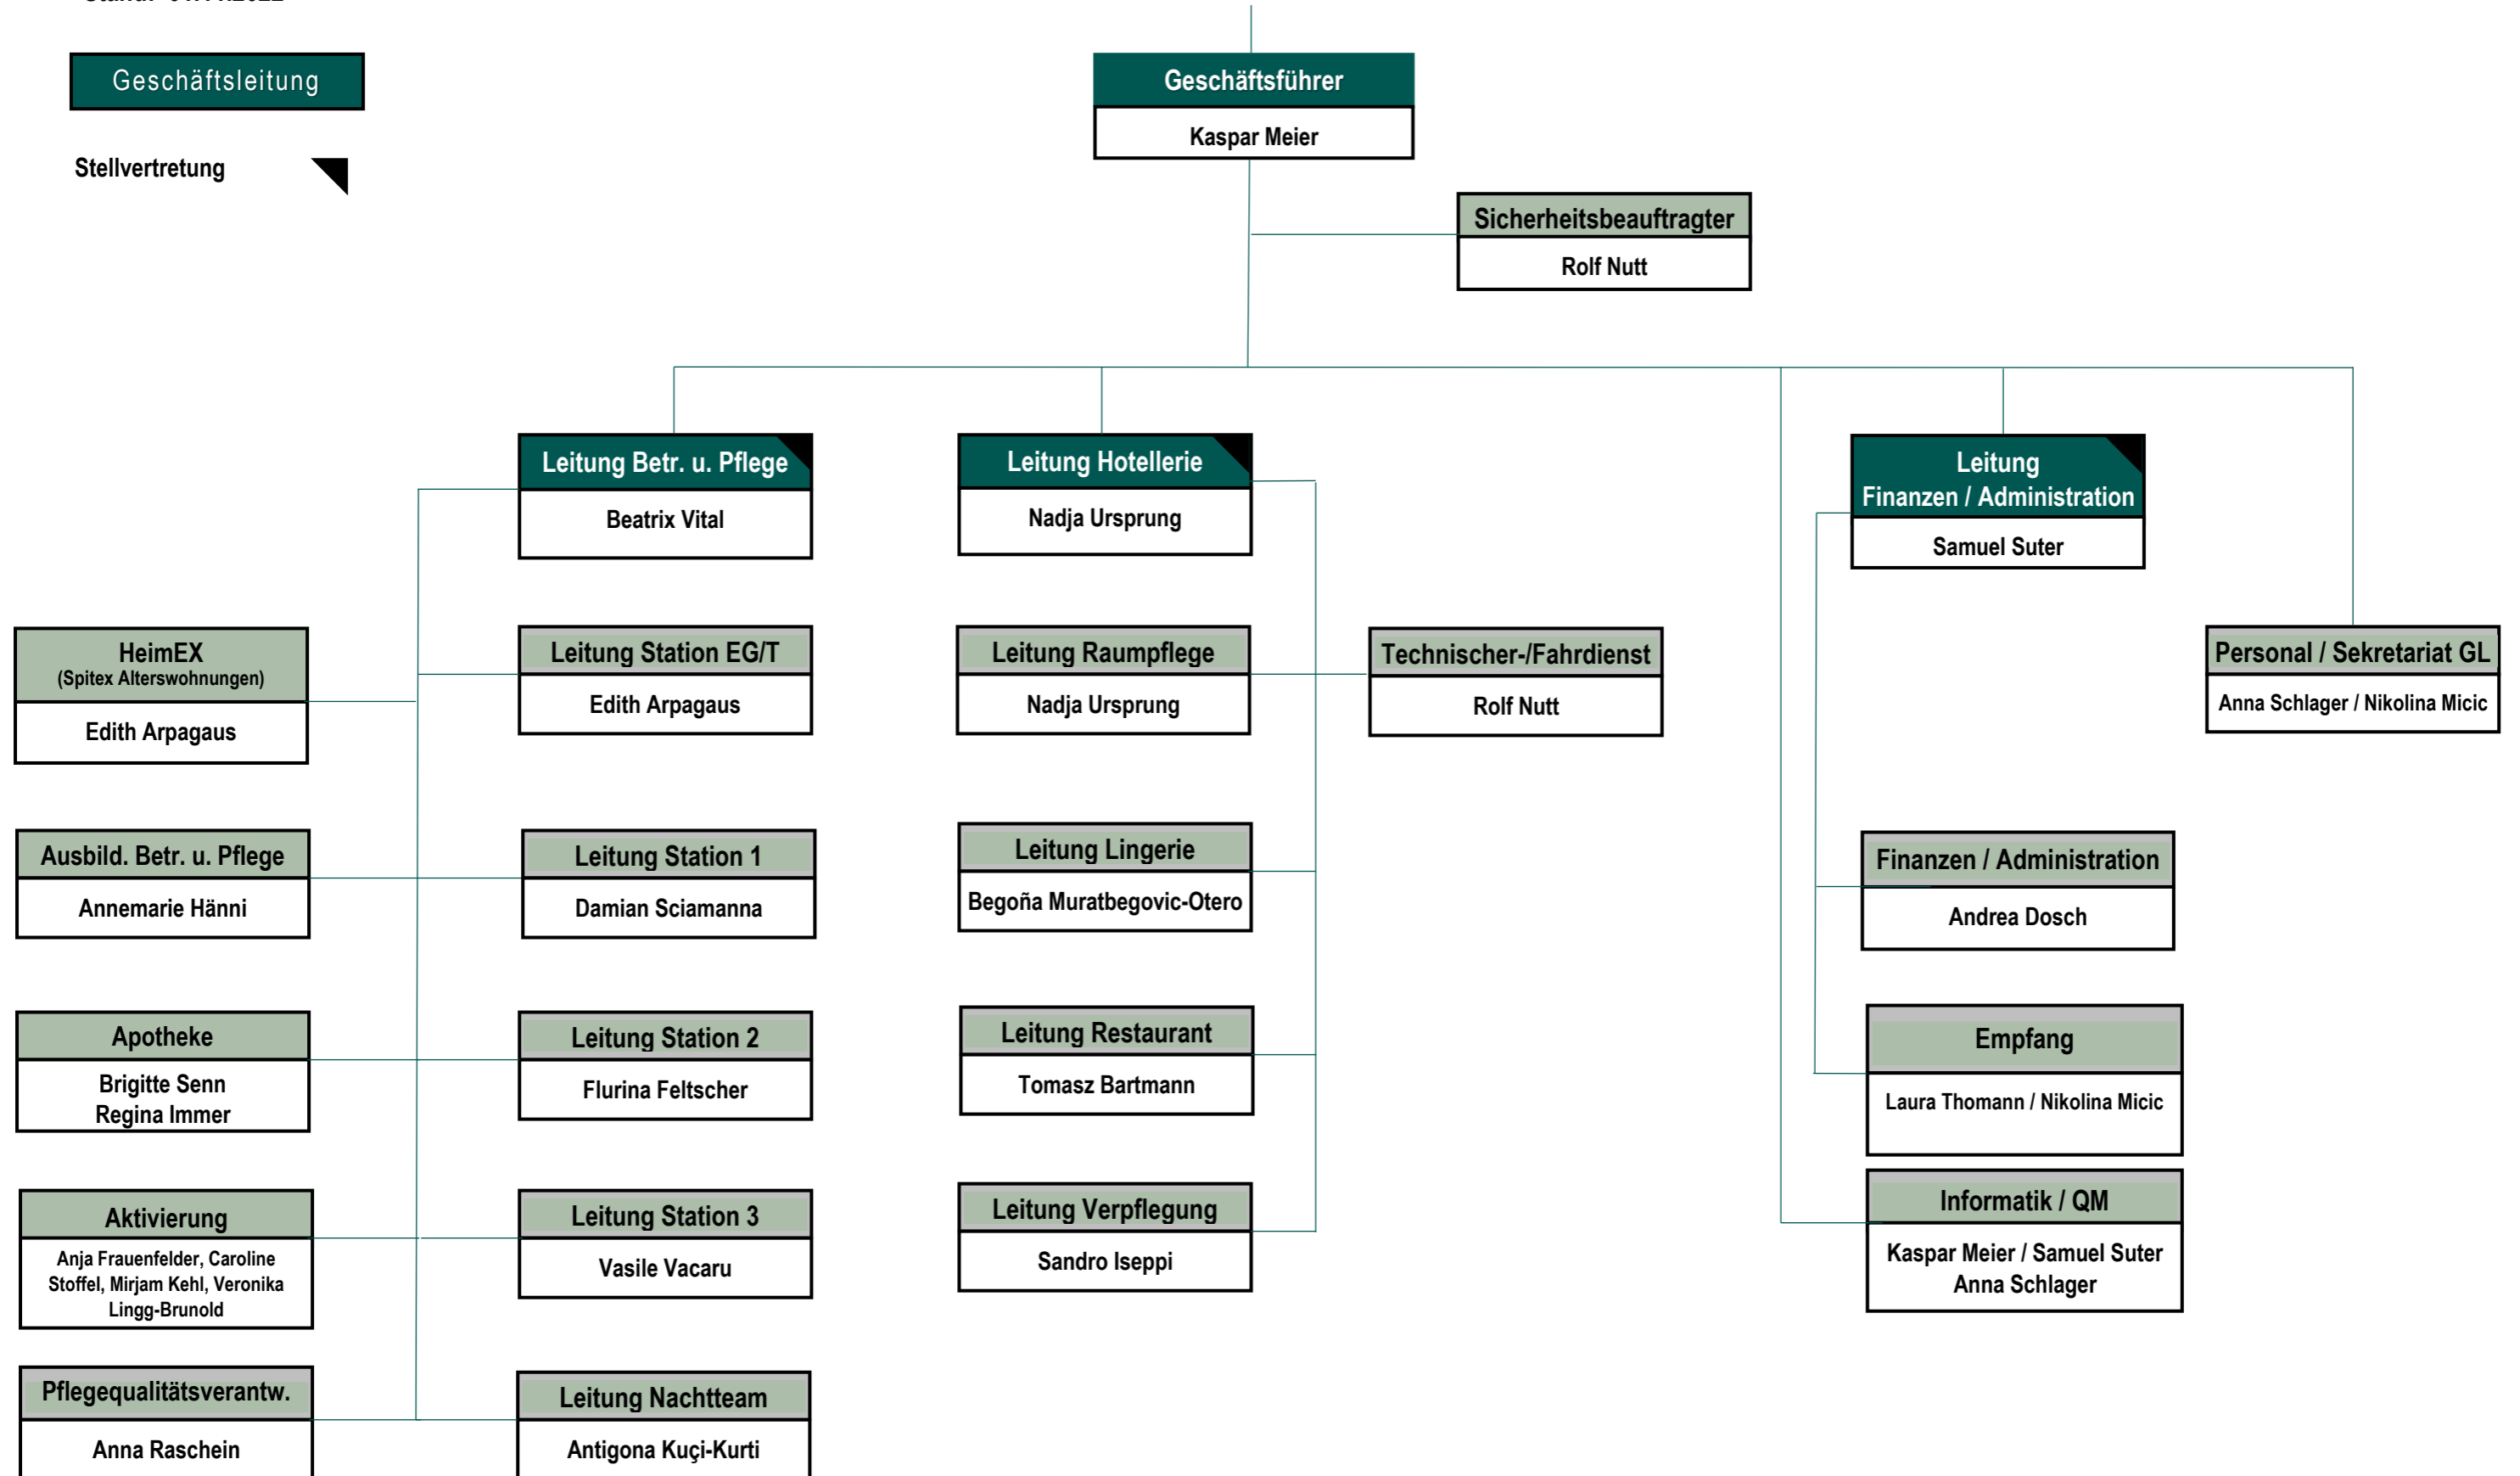 Geschäftsleitung
Stellvertretung
Geschäftsführer
Kaspar Meier
Sicherheitsbeauftragter
Rolf Nutt
Leitung Betr. u. Pflege
Beatrix Vital
Leitung Hotellerie
Nadja Ursprung
Leitung
Finanzen / Administration
Samuel Suter
HeimEX
(Spitex Alterswohnungen)
Edith Arpagaus
Leitung Station EG/T
Edith Arpagaus
Leitung Raumpflege
Nadja Ursprung
Technischer-/Fahrdienst
Rolf Nutt
Personal / Sekretariat GL
Anna Schlager / Nikolina Micic
Ausbild. Betr. u. Pflege
Annemarie Hänni
Leitung Station 1
Damian Sciamanna
Leitung Lingerie
Begoña Muratbegovic-Otero
Finanzen / Administration
Andrea Dosch
Apotheke
Brigitte Senn
Regina Immer
Leitung Station 2
Flurina Feltscher
Leitung Restaurant
Tomasz Bartmann
Empfang
Laura Thomann / Nikolina Micic
Aktivierung
Anja Frauenfelder, Caroline
Stoffel, Mirjam Kehl, Veronika
Lingg-Brunold
Leitung Station 3
Vasile Vacaru
Leitung Verpflegung
Sandro Iseppi
Informatik / QM
Kaspar Meier / Samuel Suter
Anna Schlager
Pflegequalitätsverantw.
Anna Raschein
Leitung Nachtteam
Antigona Kuçi-Kurti